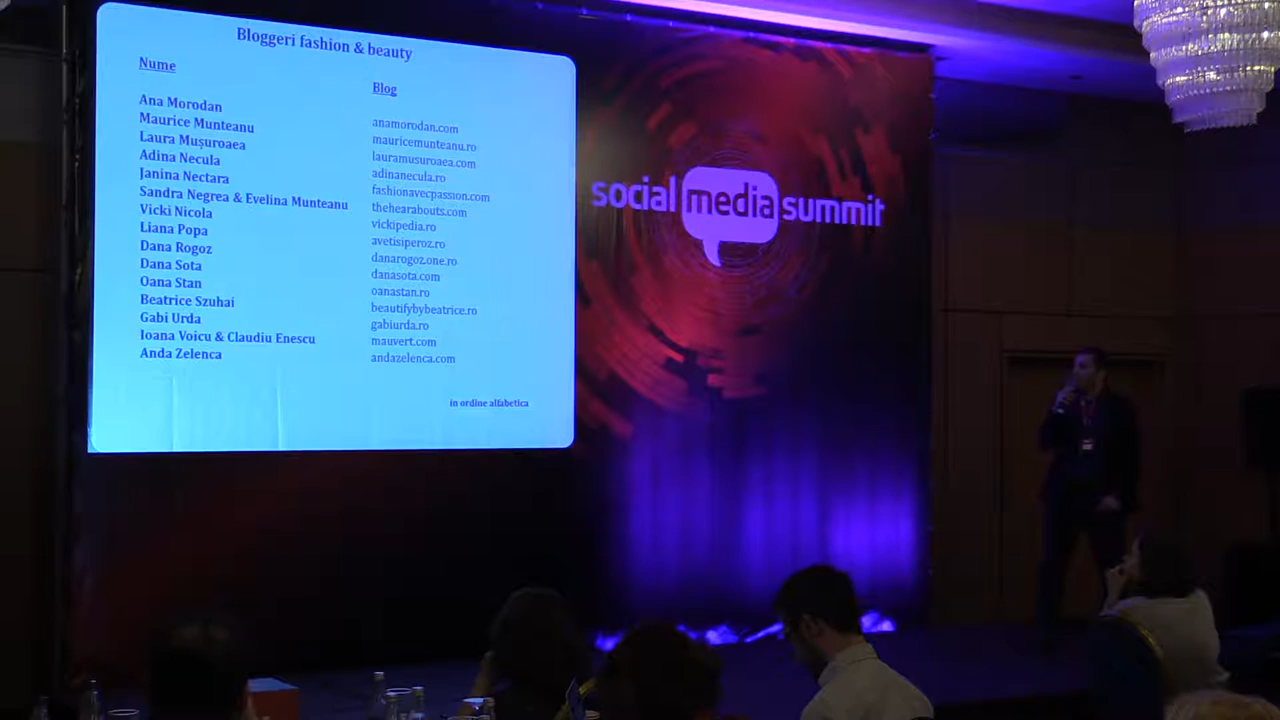 Bloggeri fashion & beauty
Nume
Blog
Ana Morodan
anamorodan.com
Maurice Munteanu
mauricemunteanu.ro
Laura Mușuroaea
lauramusuroaea.com
Adina Necula
adinanecula.ro
Janina Nectara
fashionavecpassion.com
Sandra Negrea & Evelina Munteanu
thehearabouts.com
Vicki Nicola
vickipedia.ro
Liana Popa
avetisiperoz.ro
Dana Rogoz
danarogoz.one.ro
Dana Sota
danasota.com
Oana Stan
oanastan.ro
Beatrice Szuhai
beautifybybeatrice.ro
Gabi Urda
gabiurda.ro
Ioana Voicu & Claudiu Enescu
mauvert.com
Anda Zelenca
andazelenca.com
in ordine alfabetica
social media summit